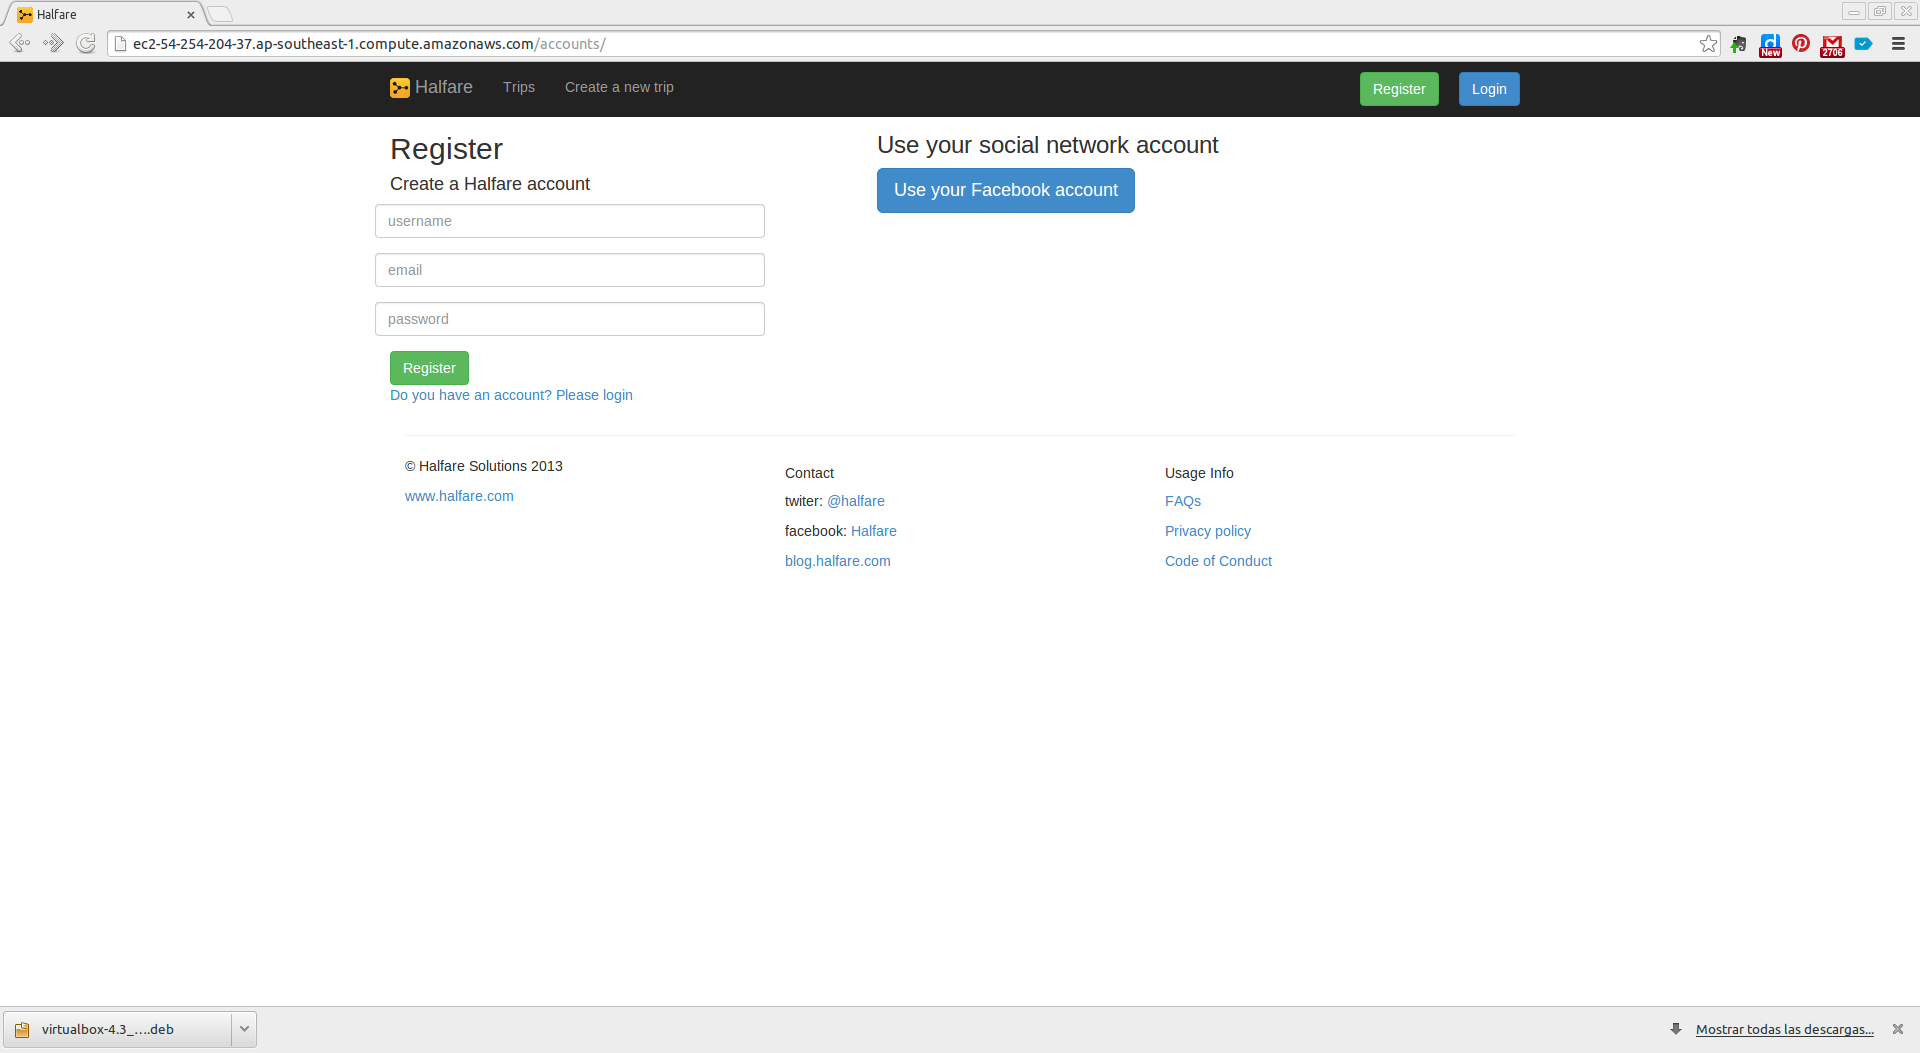 Halfare
ec2-54-254-204-37.ap-southeast-1.compute.amazonaws.com/accounts/
New
2706
Halfare Trips Create a new trip Register Login
Register
Create a Halfare account
username
email
password
Register
Do you have an account? Please login
Use your social network account
Use your Facebook account
© Halfare Solutions 2013
www.halfare.com
Contact
twiter: @halfare
facebook: Halfare
blog.halfare.com
Usage Info
FAQs
Privacy policy
Code of Conduct
virtualbox-4.3_....deb
Mostrar todas las descargas...